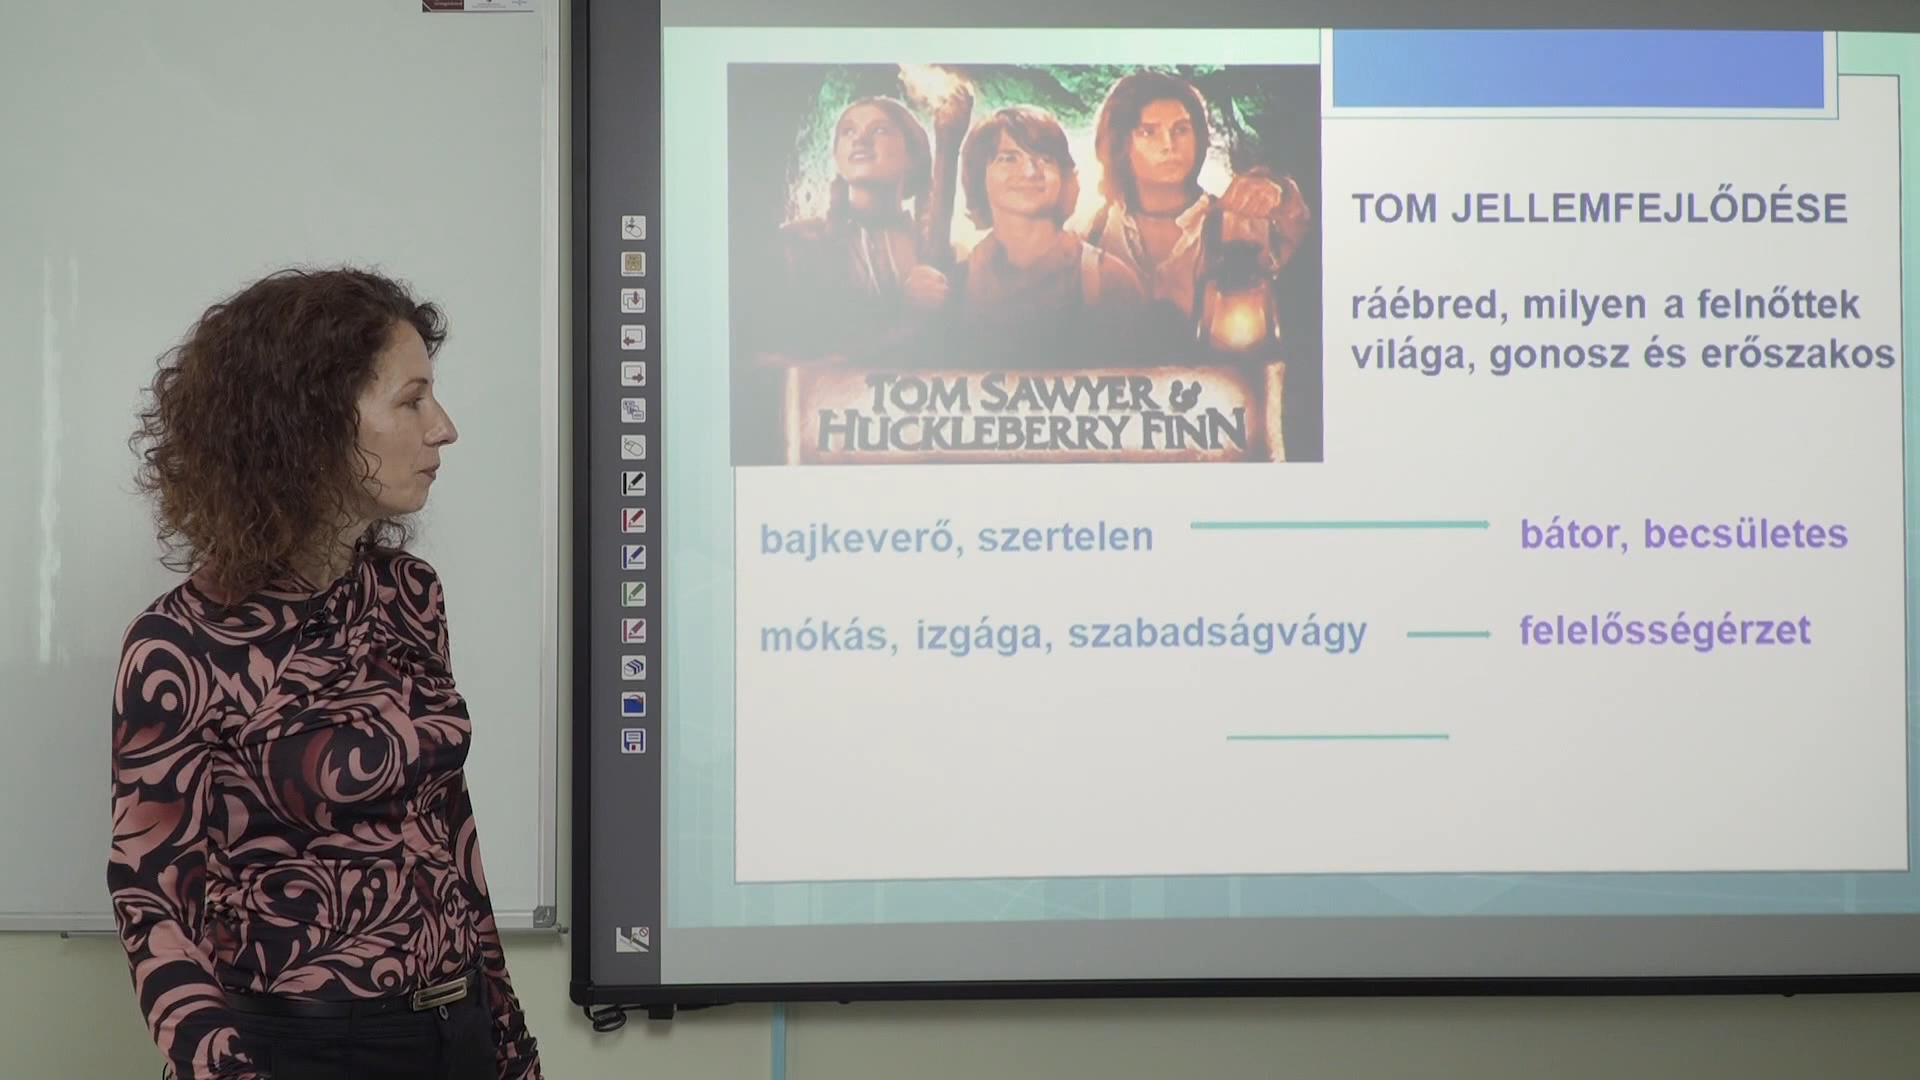 TOM SAWYER &
HUCKLEBERRY FINN
TOM JELLEMFEJLŐDÉSE
ráébred, milyen a felnőttek
világa, gonosz és erőszakos
bajkeverő, szertelen
bátor, becsületes
mókás, izgága, szabadságvágy
felelősségérzet